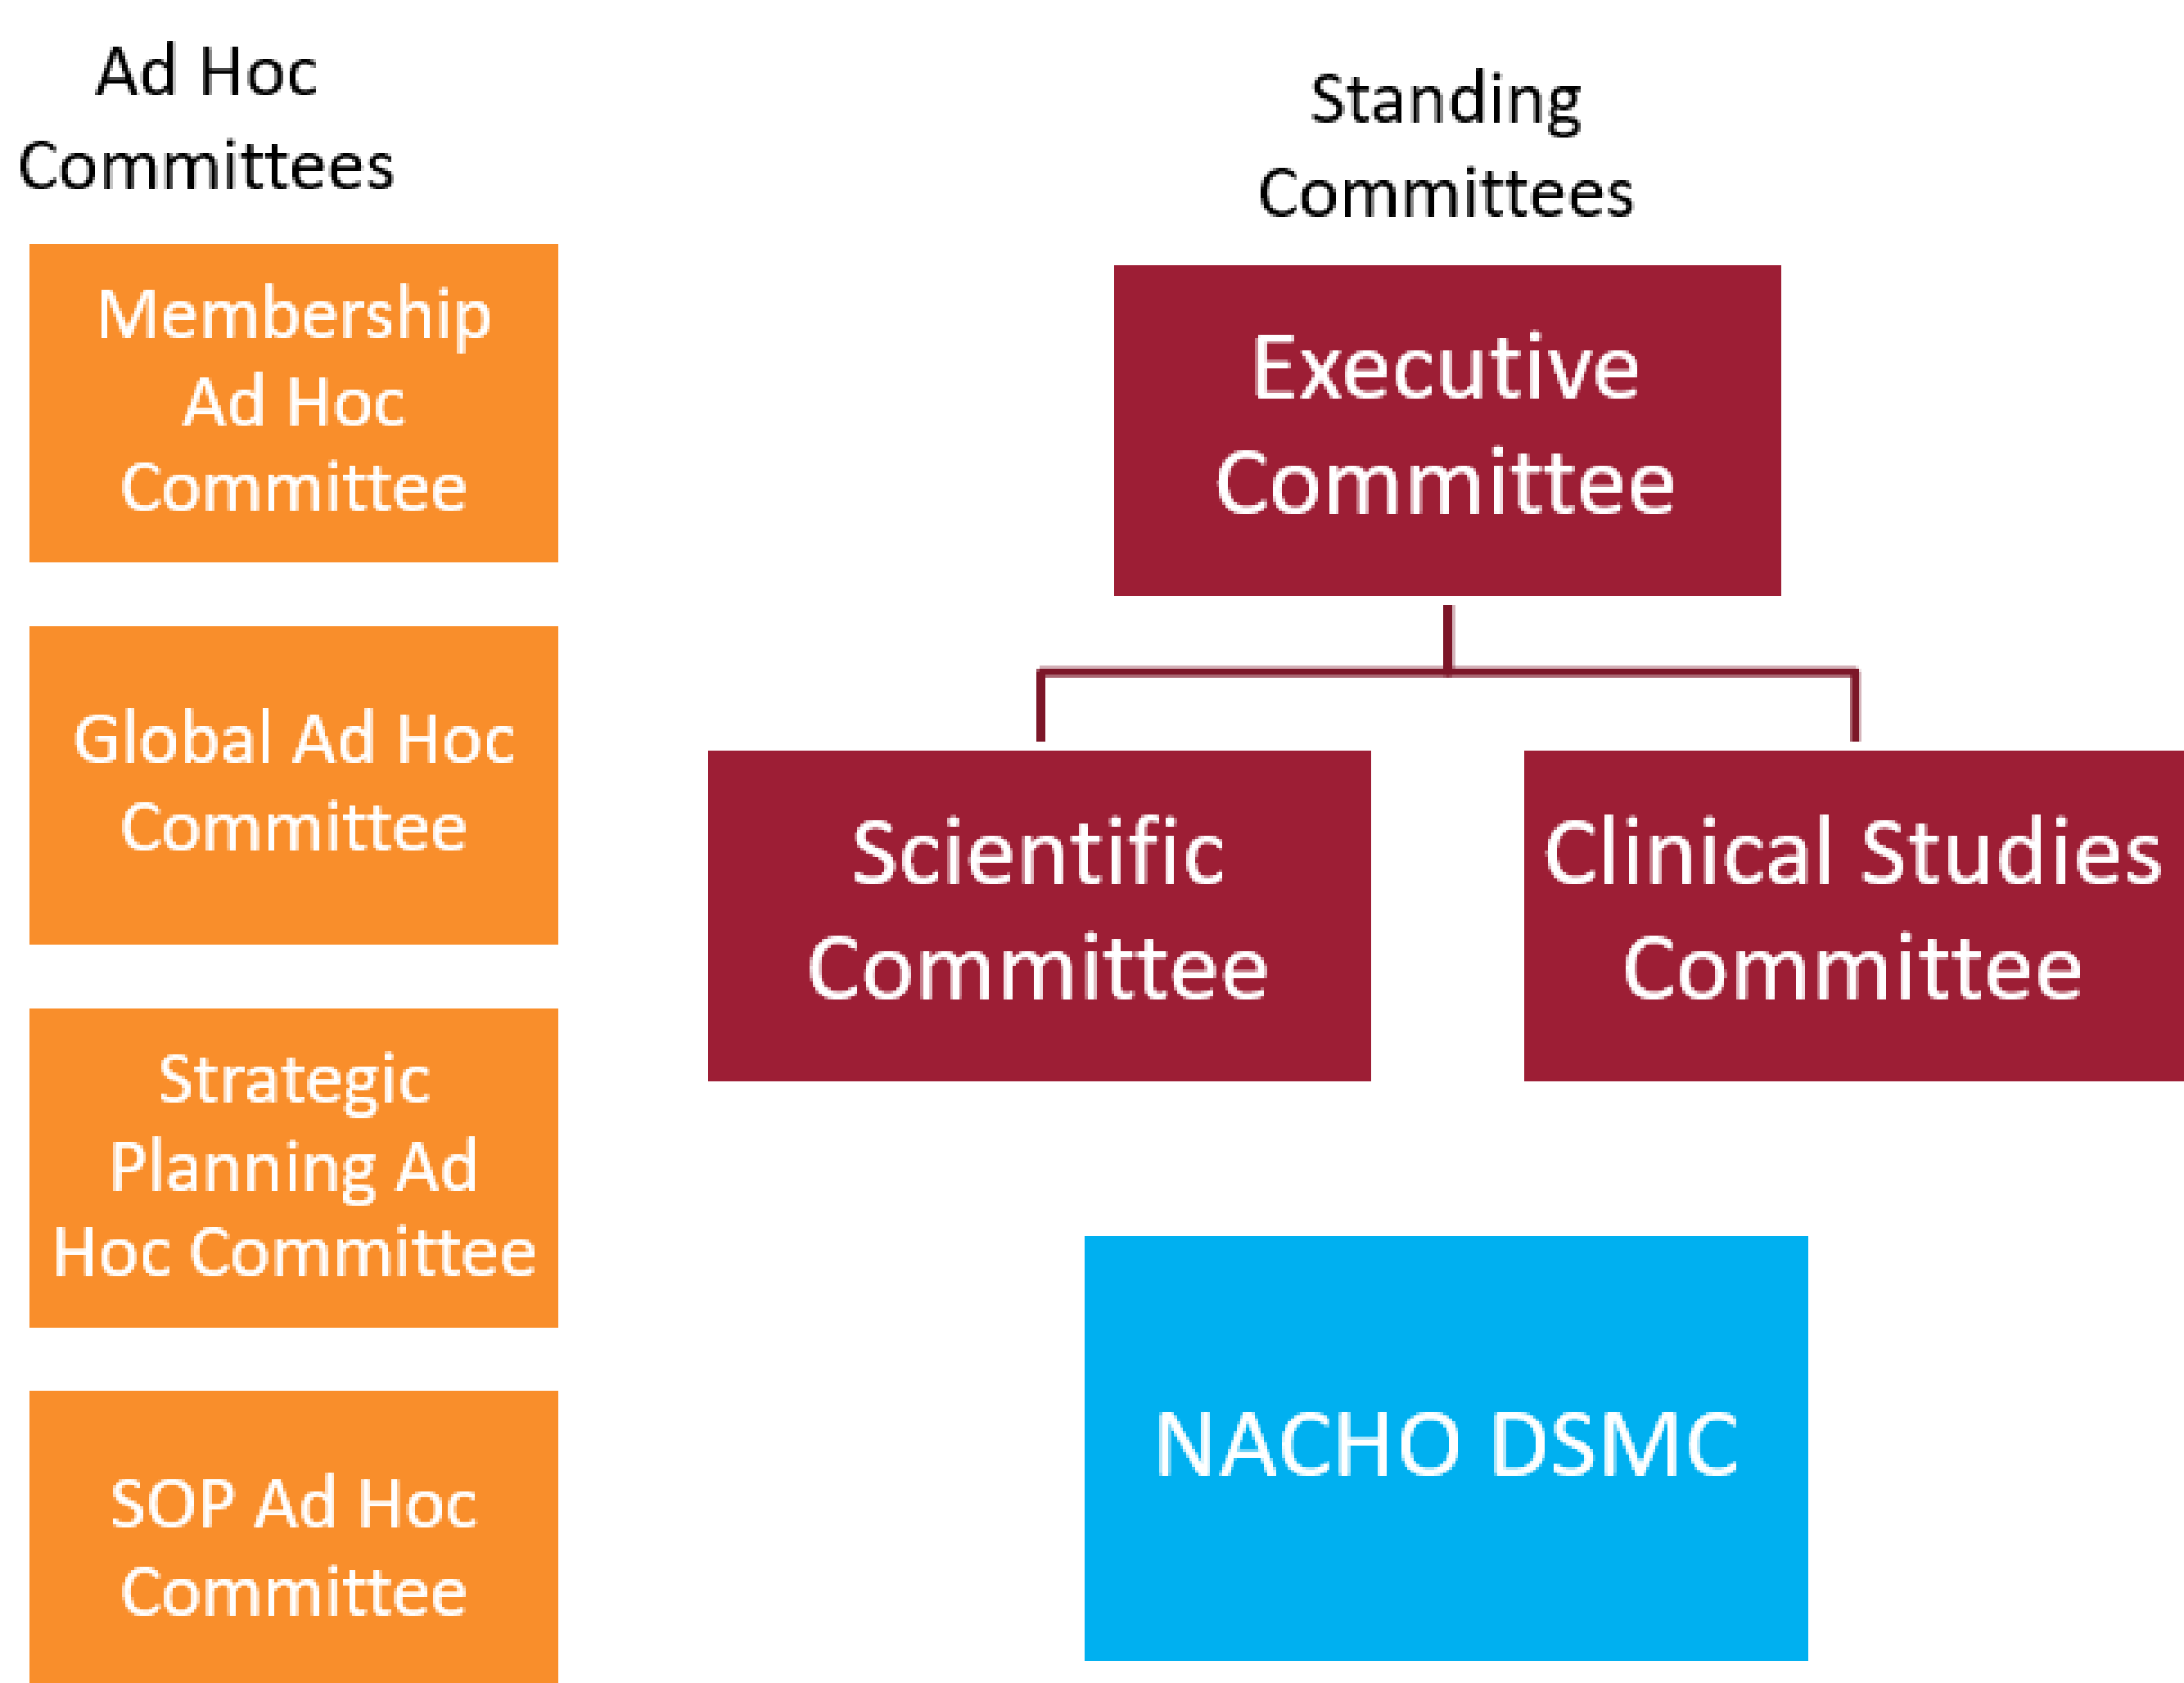 Ad Hoc
Committees
Membership
Ad Hoc
Committee
Global Ad Hoc
Committee
Strategic
Planning Ad
Hoc Committee
SOP Ad Hoc
Committee
Standing
Committees
Executive
Committee
Scientific
Committee
Clinical Studies
Committee
NACHO DSMC